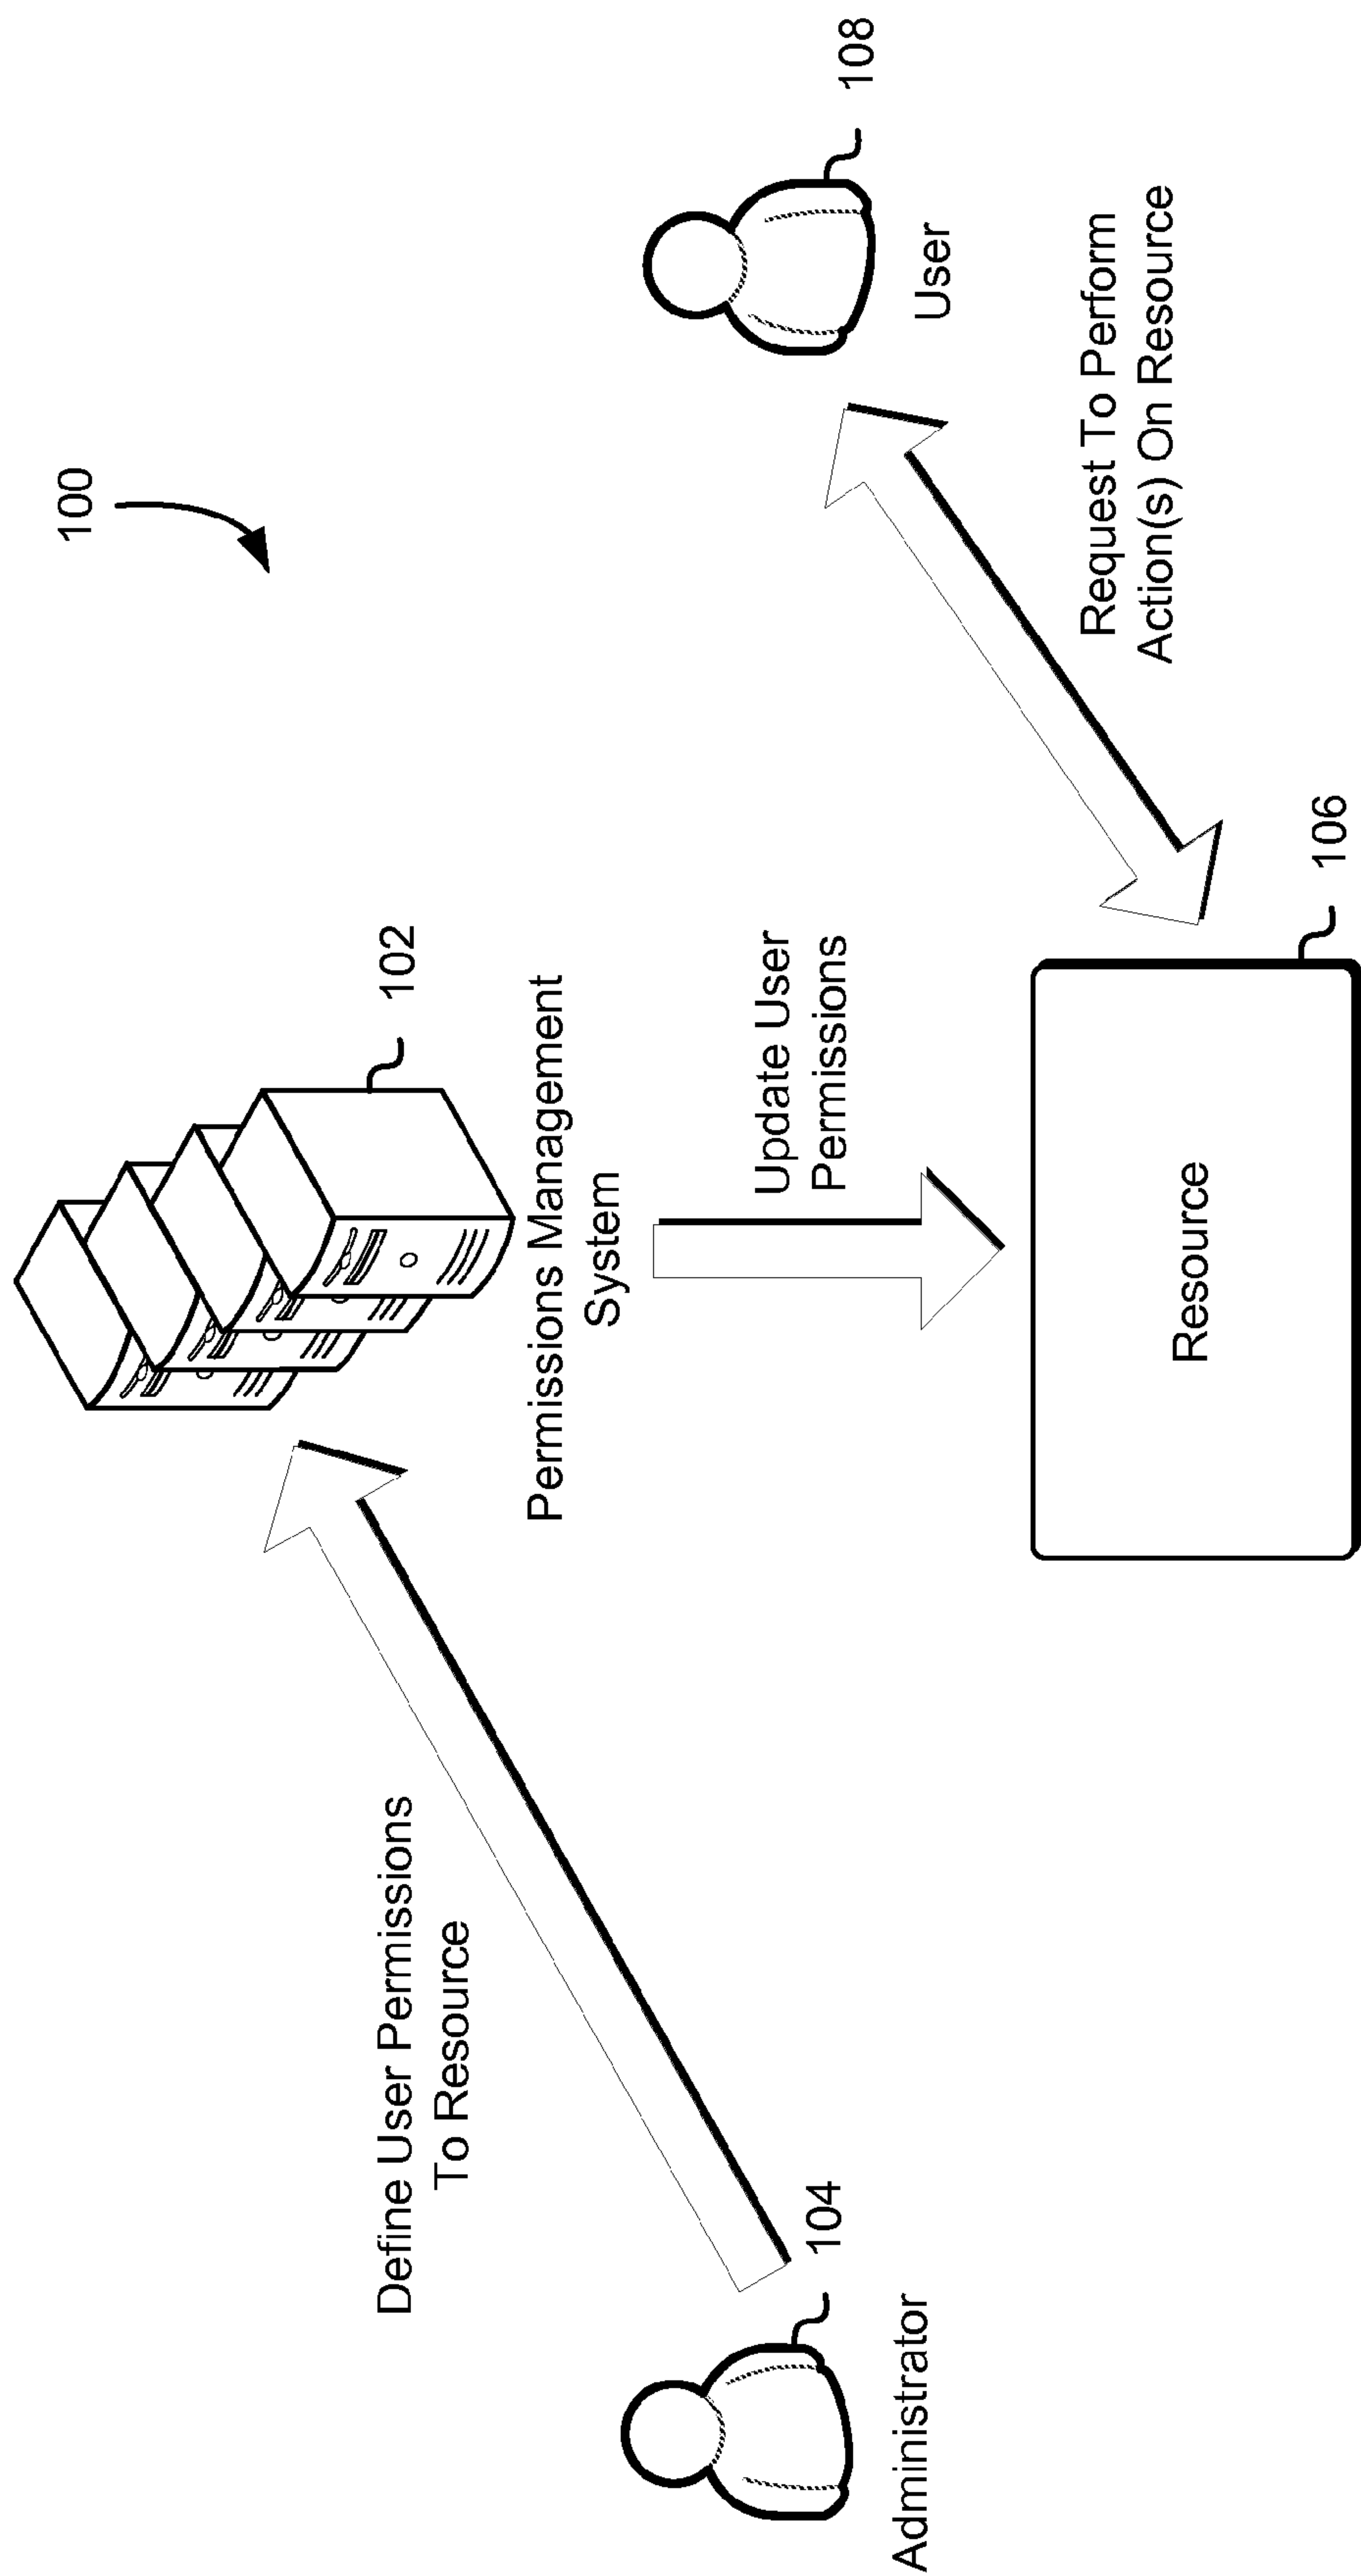 100
102
Permissions Management
System
Define User Permissions
To Resource
104
Administrator
Update User
Permissions
108
User
Request To Perform
Action(s) On Resource
Resource
106